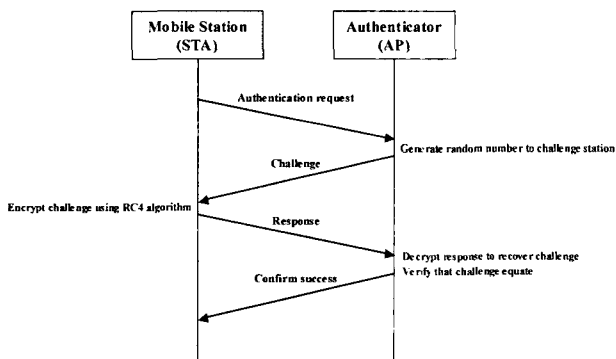 Mobile Station
(STA)
Authenticator
(AP)
Authentication request
Generate random number to challenge station
Challenge
Encrypt challenge using RC4 algorithm
Response
Decrypt response to recover challenge
Verify that challenge equate
Confirm success